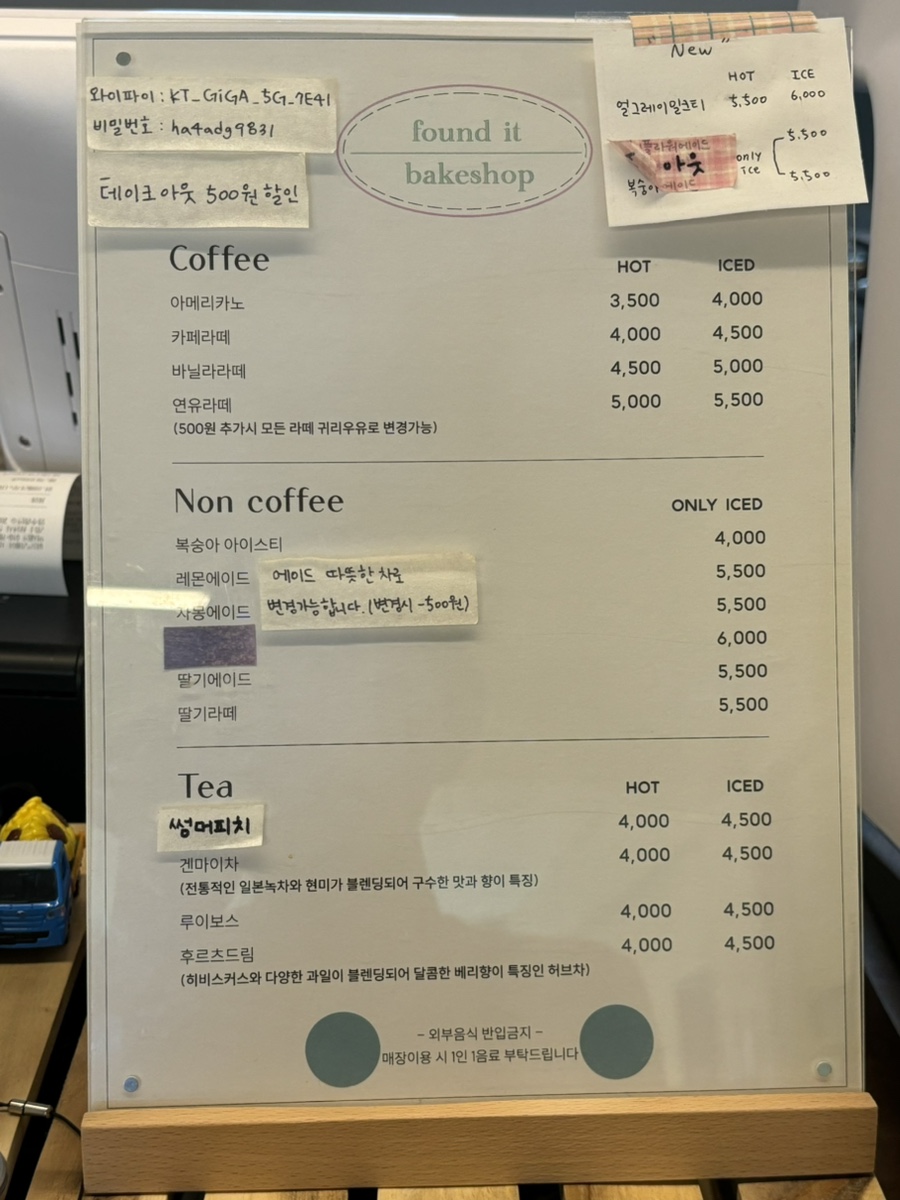 와이파이 : KT_GiGA_5G_7E41
비밀번호 : ha4adg9831
테이크아웃 500원 할인
found it
bakeshop
New
HOT ICE
얼그레이밀크티 5,500 6,000
플라워에이드 5.500
아웃 only
ICE
복숭아에이드 5,500
Coffee HOT ICED
아메리카노 3,500 4,000
카페라떼 4,000 4,500
바닐라라떼 4,500 5,000
연유라떼 5,000 5,500
(500원 추가시 모든 라떼 귀리우유로 변경가능)
Non coffee ONLY ICED
복숭아 아이스티 4,000
레몬에이드 5,500
자몽에이드 5,500
에이드 따뜻한 차로
변경가능합니다. (변경시 -500원)
6,000
딸기에이드 5,500
딸기라떼 5,500
Tea HOT ICED
썸머피치 4,000 4,500
겐마이차 4,000 4,500
(전통적인 일본녹차와 현미가 블렌딩되어 구수한 맛과 향이 특징)
루이보스 4,000 4,500
후르츠드림 4,000 4,500
(히비스커스와 다양한 과일이 블렌딩되어 달콤한 베리향이 특징인 허브차)
– 외부음식 반입금지 –
매장이용 시 1인 1음료 부탁드립니다